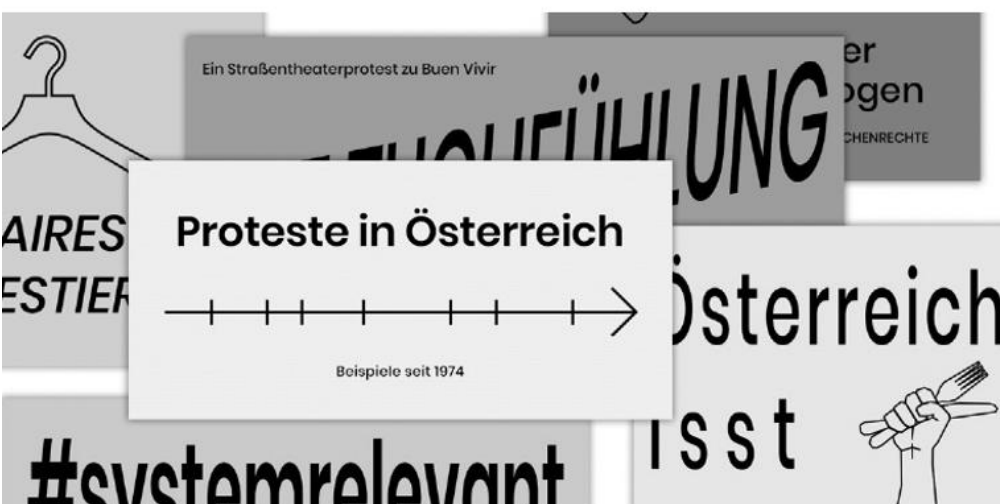 er
ogen
CHENRECHTE
Ein Straßentheaterprotest zu Buen Vivir
FÜHLUNG
AIRES
ESTIER
Proteste in Österreich
Beispiele seit 1974
Österreich
isst
#systemrelevant